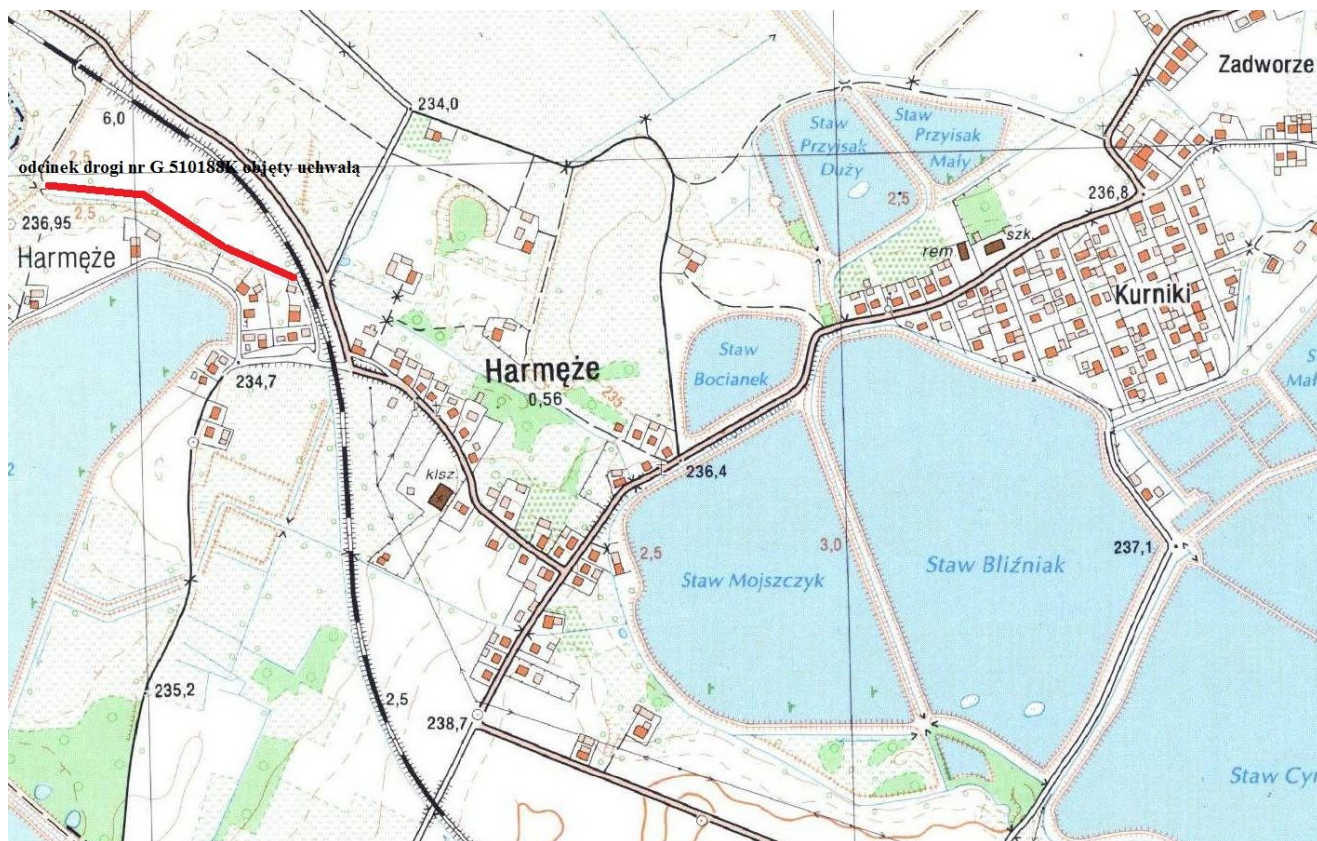 Zadworze
6,0
234,0
Staw
Przyisak
Duży
Staw
Przyisak
Mały
2,5
odcinek drogi nr G 510188K objęty uchwałą
236,95
2,5
2,5
236,8
Harmęże
rem.
szk.
Kurniki
Staw
Bocianek
Harmęże
0,56
235
234,7
klsz.
236,4
2,5
3,0
237,1
Staw Mojszczyk
Staw Bliźniak
235,2
2,5
238,7